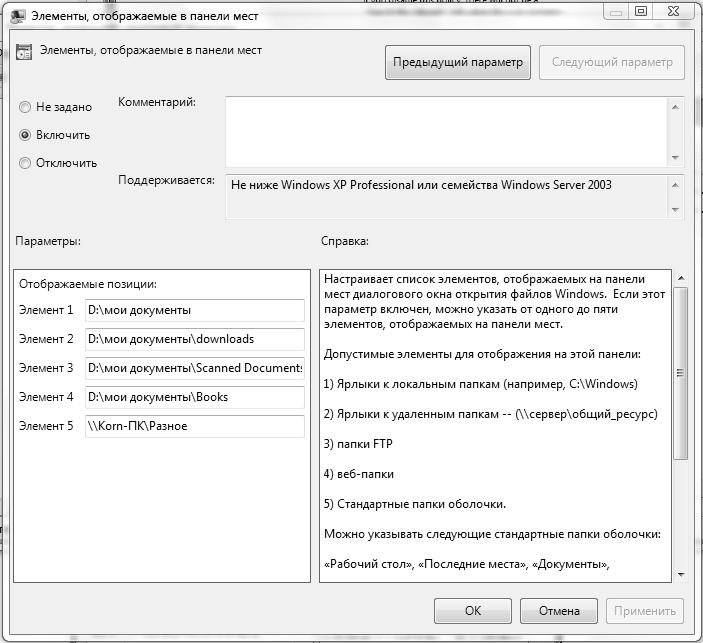 Элементы, отображаемые в панели мест
Элементы, отображаемые в панели мест
Предыдущий параметр
Следующий параметр
Не задано
Включить
Отключить
Комментарий:
Поддерживается:
Не ниже Windows XP Professional или семейства Windows Server 2003
Параметры:
Справка:
Отображаемые позиции:
Элемент 1 D:\мои документы
Элемент 2 D:\мои документы\downloads
Элемент 3 D:\мои документы\Scanned Documents
Элемент 4 D:\мои документы\Books
Элемент 5 \\Korn-ПК\Разное
Настраивает список элементов, отображаемых на панели
мест диалогового окна открытия файлов Windows. Если этот
параметр включен, можно указать от одного до пяти
элементов, отображаемых на панели мест.
Допустимые элементы для отображения на этой панели:
1) Ярлыки к локальным папкам (например, C:\Windows)
2) Ярлыки к удаленным папкам -- (\\сервер\общий_ресурс)
3) папки FTP
4) веб-папки
5) Стандартные папки оболочки.
Можно указывать следующие стандартные папки оболочки:
«Рабочий стол», «Последние места», «Документы»,
ОК
Отмена
Применить